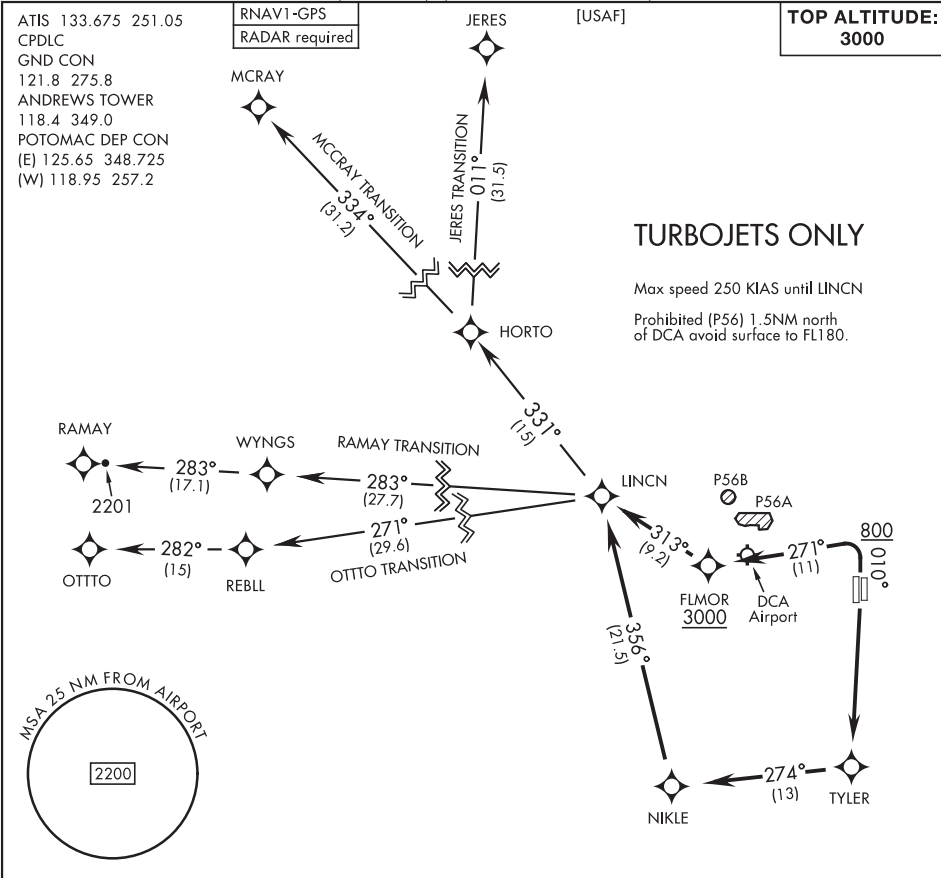 ATIS 133.675 251.05
CPDLC
GND CON
121.8 275.8
ANDREWS TOWER
118.4 349.0
POTOMAC DEP CON
(E) 125.65 348.725
(W) 118.95 257.2
RNAV1-GPS
RADAR required
[USAF]
TOP ALTITUDE:
3000
JERES
MCRAY
MCCRAY TRANSITION
334°
(31.2)
JERES TRANSITION
011°
(31.5)
TURBOJETS ONLY
Max speed 250 KIAS until LINCN
Prohibited (P56) 1.5NM north
of DCA avoid surface to FL180.
HORTO
331°
(15)
RAMAY
2201
283°
(17.1)
WYNGS
RAMAY TRANSITION
283°
(27.7)
LINCN
P56B
P56A
OTTTO
282°
(15)
REBLL
271°
(29.6)
OTTTO TRANSITION
313°
(9.2)
FLMOR
3000
DCA
Airport
271°
(11)
800
010°
356°
(21.5)
MSA 25 NM FROM AIRPORT
2200
NIKLE
274°
(13)
TYLER